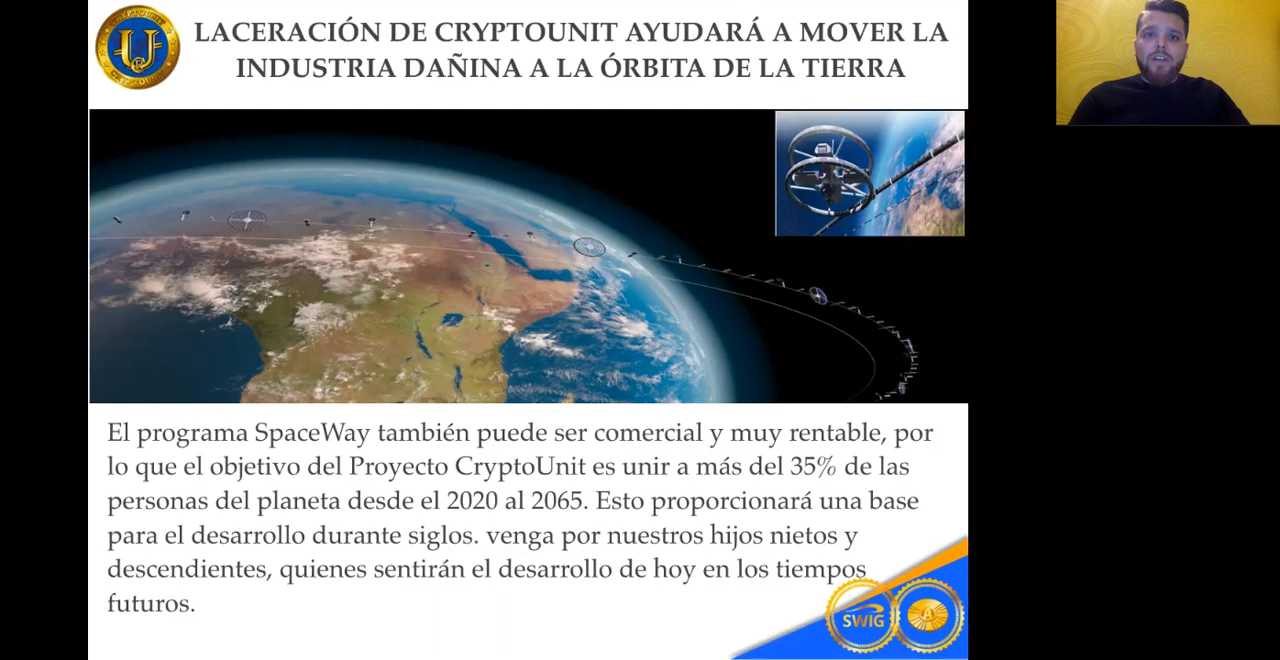 LACERACIÓN DE CRYPTOUNIT AYUDARÁ A MOVER LA
INDUSTRIA DAÑINA A LA ÓRBITA DE LA TIERRA
El programa SpaceWay también puede ser comercial y muy rentable, por
lo que el objetivo del Proyecto CryptoUnit es unir a más del 35% de las
personas del planeta desde el 2020 al 2065. Esto proporcionará una base
para el desarrollo durante siglos. venga por nuestros hijos nietos y
descendientes, quienes sentirán el desarrollo de hoy en los tiempos
futuros.
SWIG
A